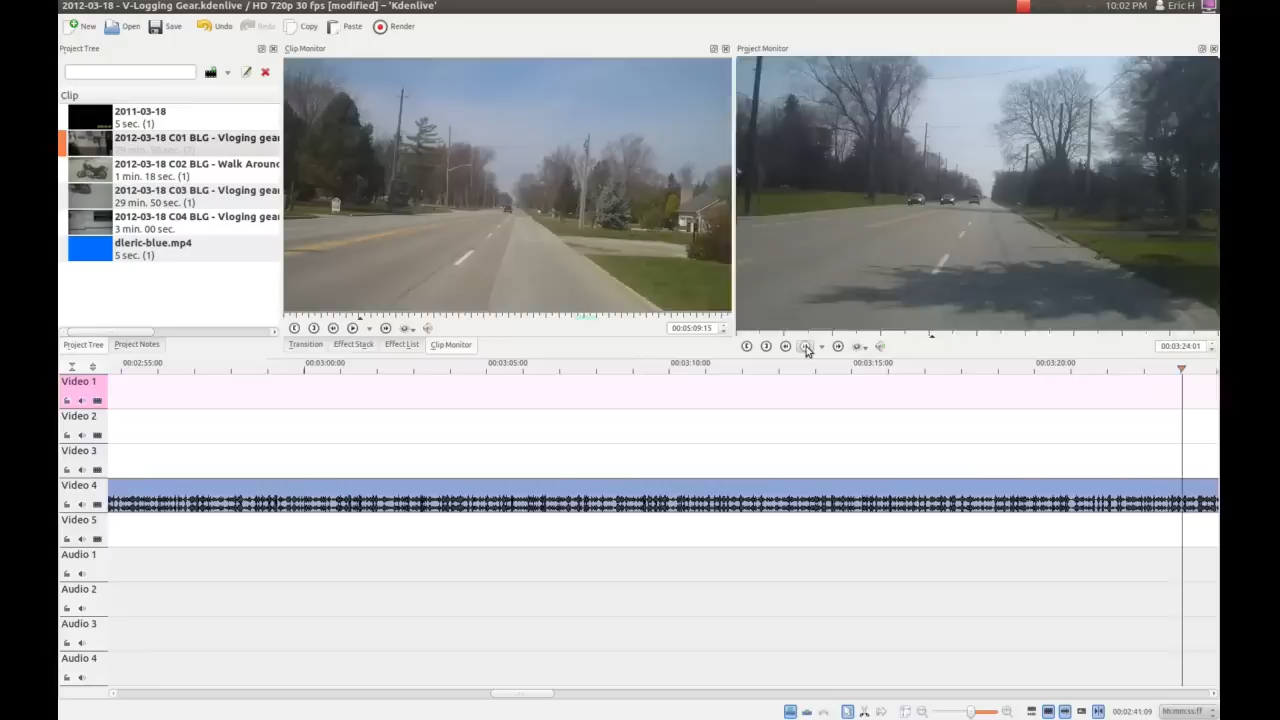 2012-03-18 - V-Logging Gear.kdenlive / HD 720p 30 fps [modified] – 'Kdenlive'
10:02 PM
Eric H
New
Open
Save
Undo
Redo
Copy
Paste
Render
Project Tree
Clip Monitor
Project Monitor
Clip
2011-03-18
5 sec. (1)
2012-03-18 C01 BLG - Vloging gear
29 min. 50 sec. (1)
2012-03-18 C02 BLG - Walk Around
1 min. 18 sec. (1)
2012-03-18 C03 BLG - Vloging gear
29 min. 50 sec. (1)
2012-03-18 C04 BLG - Vloging gear
3 min. 00 sec.
dleric-blue.mp4
5 sec. (1)
00:05:09:15
Project Tree
Project Notes
Transition
Effect Stack
Effect List
Clip Monitor
00:03:24:01
00:02:55:00
00:03:00:00
00:03:05:00
00:03:10:00
00:03:15:00
00:03:20:00
Video 1
Video 2
Video 3
Video 4
Video 5
Audio 1
Audio 2
Audio 3
Audio 4
00:02:41:09
hh:mm:ss:ff